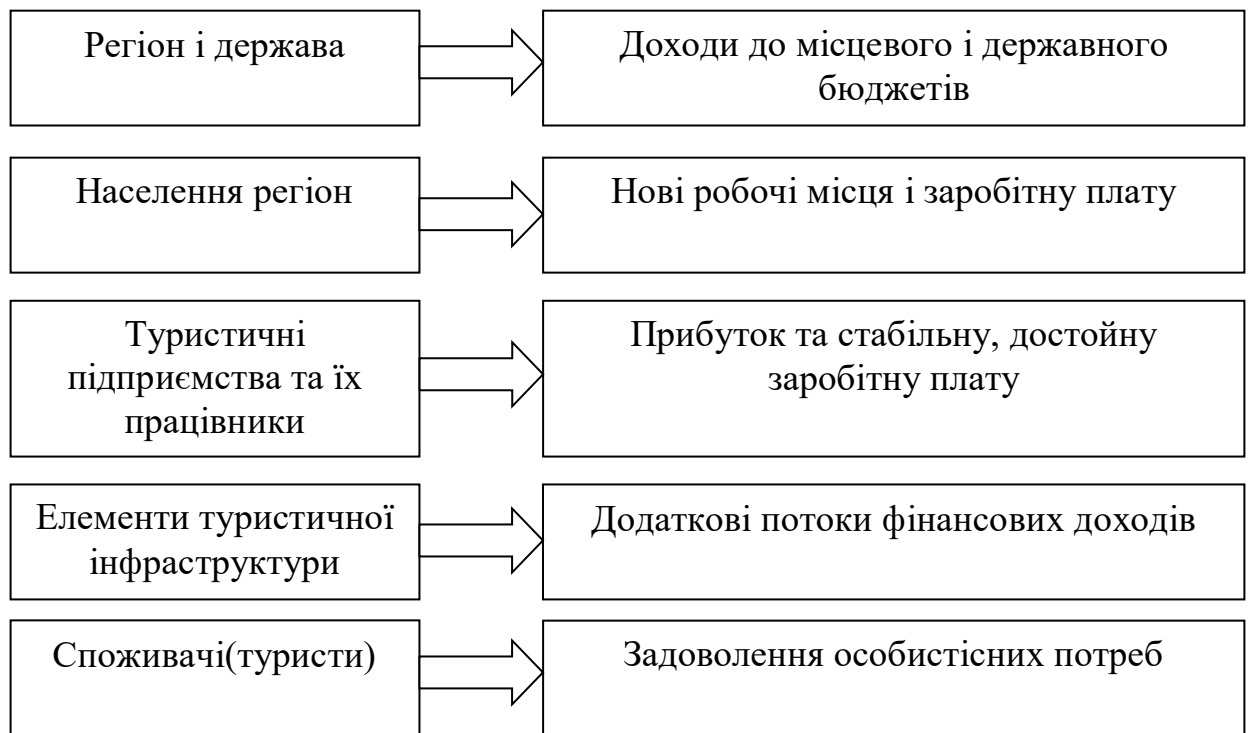 Регіон і держава
Доходи до місцевого і державного
бюджетів
Населення регіон
Нові робочі місця і заробітну плату
Туристичні
підприємства та їх
працівники
Прибуток та стабільну, достойну
заробітну плату
Елементи туристичної
інфраструктури
Додаткові потоки фінансових доходів
Споживачі(туристи)
Задоволення особистісних потреб